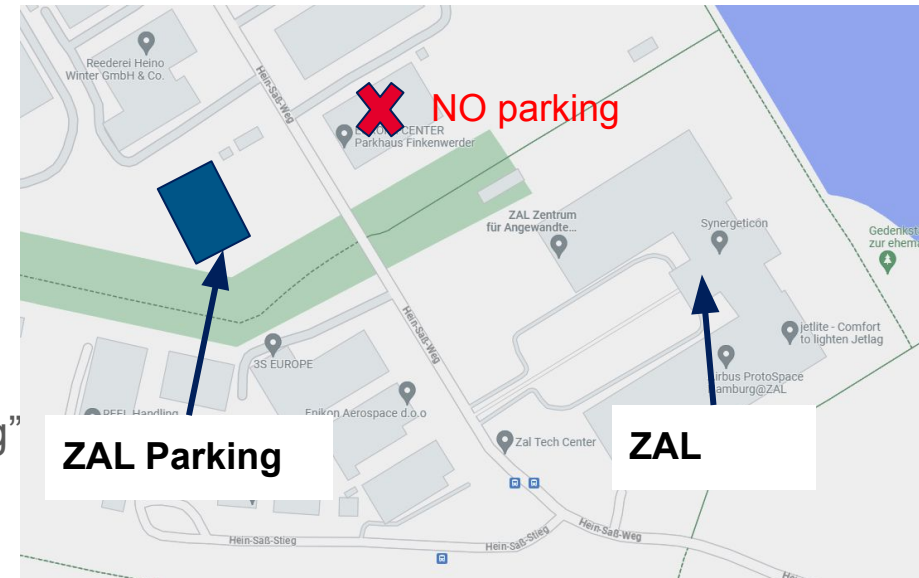 Reederei Heino
Winter GmbH & Co.
Hein-Saß-Weg
NO parking
CENTER
Parkhaus Finkenwerder
ZAL Zentrum
für Angewandte...
Synergeticon
Gedenkst
zur ehema
Hein-Saß-Weg
jetlite - Comfort
to lighten Jetlag
3S EUROPE
Airbus ProtoSpace
Hamburg@ZAL
Enikon Aerospace d.o.o
g”
ZAL Parking
Zal Tech Center
ZAL
Hein-Saß-Stieg
Hein-Saß-Stieg
Hein-Saß-Weg